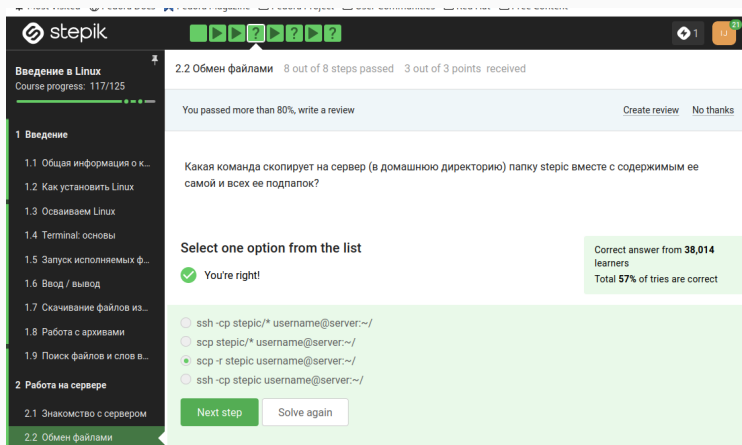 stepik
1
21
Введение в Linux
Course progress: 117/125
2.2 Обмен файлами 8 out of 8 steps passed 3 out of 3 points received
You passed more than 80%, write a review
Create review No thanks
1 Введение
1.1 Общая информация о к...
1.2 Как установить Linux
1.3 Осваиваем Linux
1.4 Terminal: основы
1.5 Запуск исполняемых ф...
1.6 Ввод / вывод
1.7 Скачивание файлов из...
1.8 Работа с архивами
1.9 Поиск файлов и слов в...
2 Работа на сервере
2.1 Знакомство с сервером
2.2 Обмен файлами
Какая команда скопирует на сервер (в домашнюю директорию) папку stepic вместе с содержимым ее
самой и всех ее подпапок?
Select one option from the list
You're right!
Correct answer from 38,014
learners
Total 57% of tries are correct
ssh -cp stepic/* username@server:~/
scp stepic/* username@server:~/
scp -r stepic username@server:~/
ssh -cp stepic username@server:~/
Next step Solve again